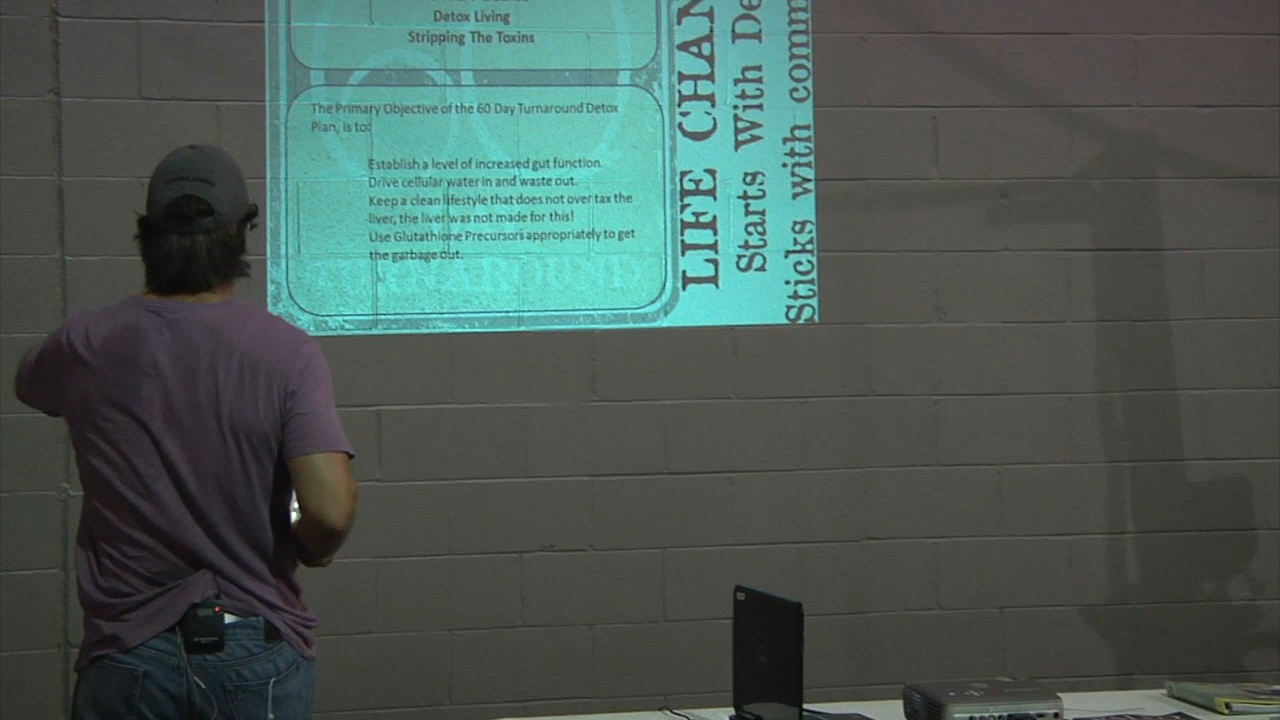 Detox Living
Stripping The Toxins
The Primary Objective of the 60 Day Turnaround Detox
Plan, is to:
Establish a level of increased gut function.
Drive cellular water in and waste out.
Keep a clean lifestyle that does not over tax the
liver, the liver was not made for this!
Use Glutathione Precursors appropriately to get
the garbage out.
LIFE CHAN
Starts With De
Sticks with comm